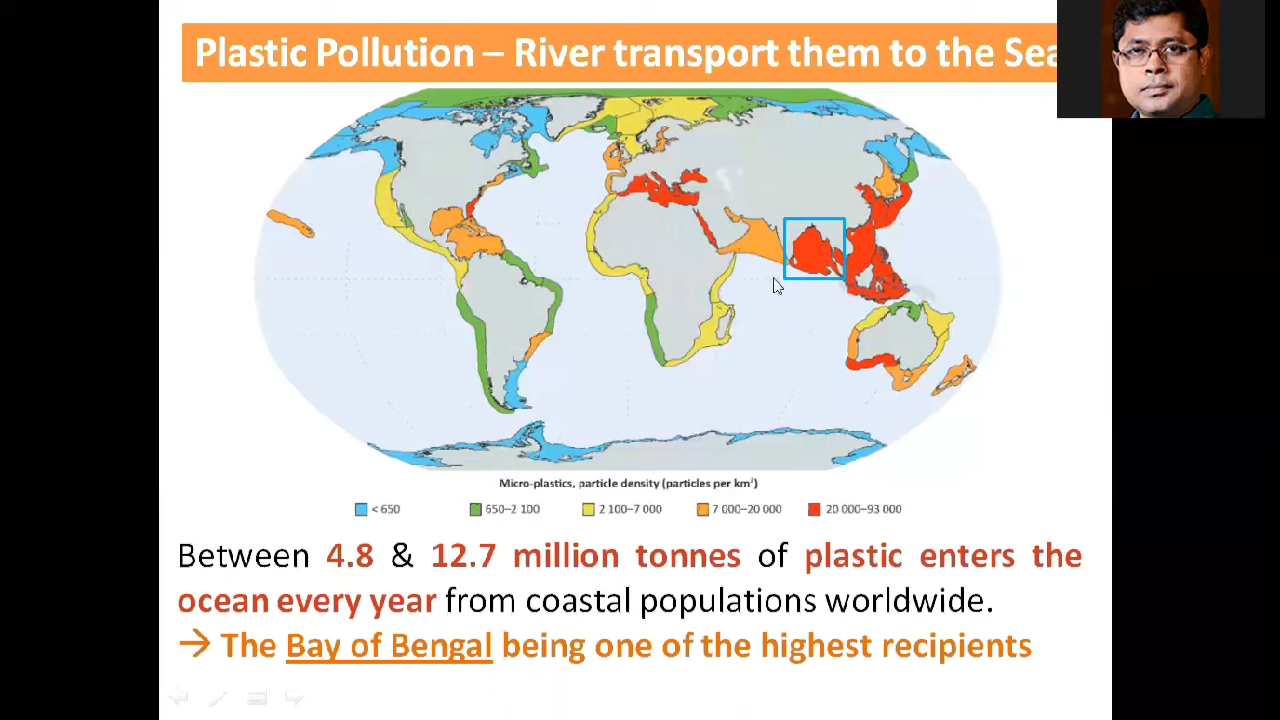 Plastic Pollution – River transport them to the Sea
Micro-plastics, particle density (particles per km²)
< 650
650–2 100
2 100–7 000
7 000–20 000
20 000–93 000
Between 4.8 & 12.7 million tonnes of plastic enters the
ocean every year from coastal populations worldwide.
→ The Bay of Bengal being one of the highest recipients